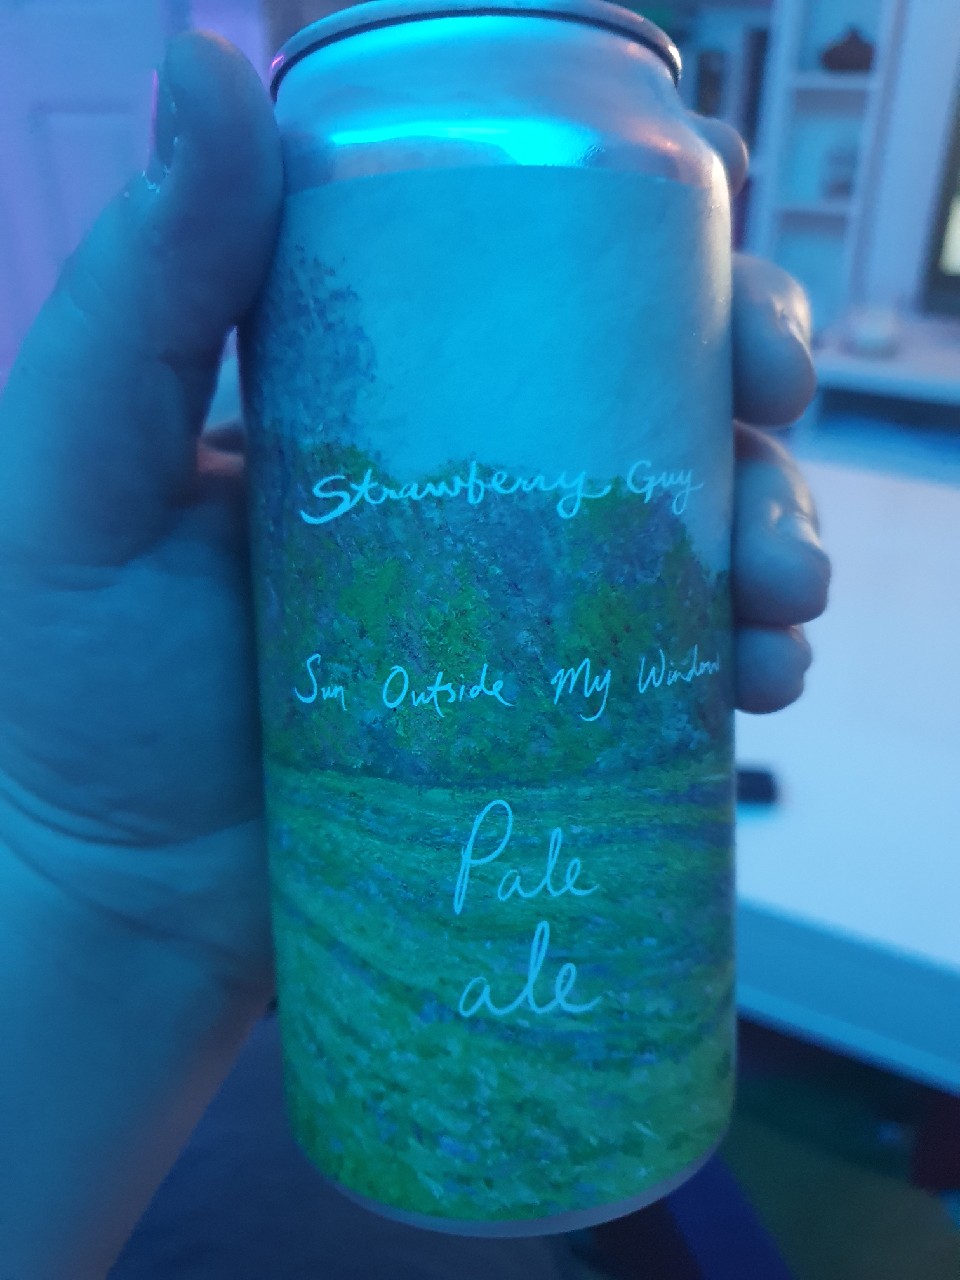 Strawberry Guy
Sun Outside My Window
Pale
ale